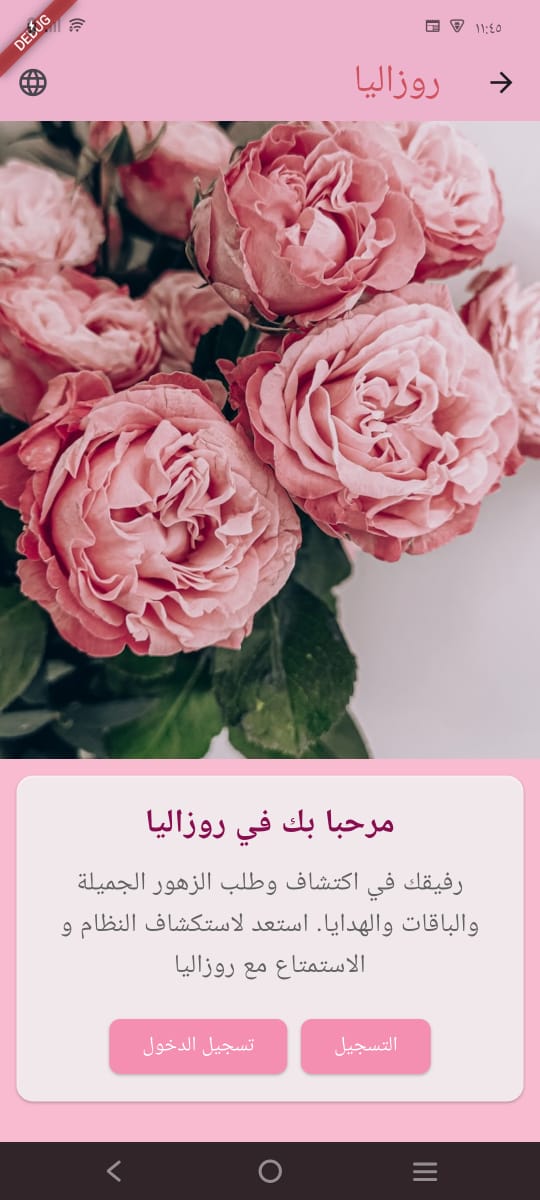 ١١:٤٥
DEBUG
روزاليا
مرحبا بك في روزاليا
رفيقك في اكتشاف وطلب الزهور الجميلة
والباقات والهدايا. استعد لاستكشاف النظام و
الاستمتاع مع روزاليا
التسجيل
تسجيل الدخول